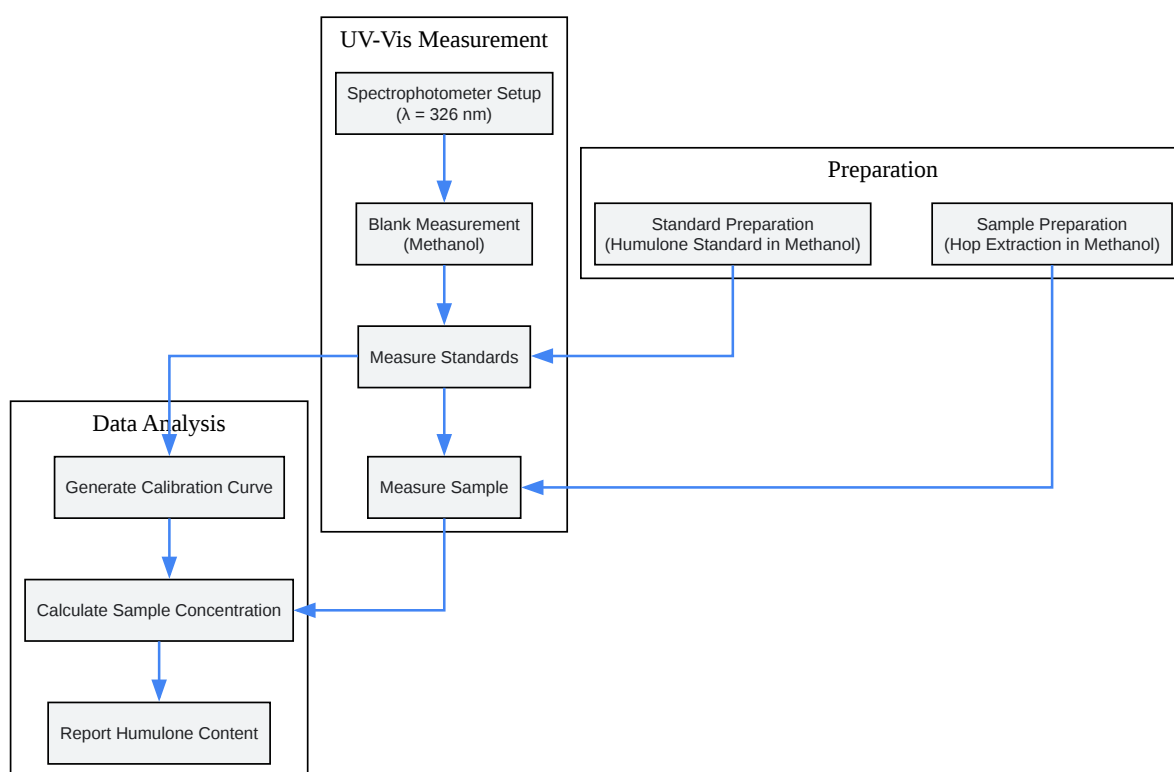 UV-Vis Measurement
Spectrophotometer Setup
(λ = 326 nm)
Blank Measurement
(Methanol)
Measure Standards
Measure Sample
Preparation
Standard Preparation
(Humulone Standard in Methanol)
Sample Preparation
(Hop Extraction in Methanol)
Data Analysis
Generate Calibration Curve
Calculate Sample Concentration
Report Humulone Content